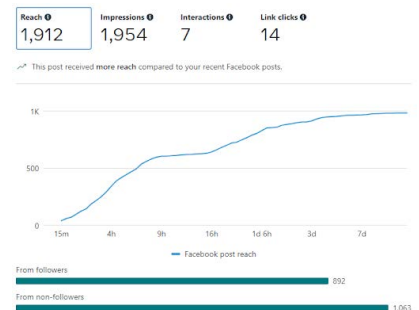 Reach Impressions Interactions Link clicks
1,912 1,954 7 14
This post received more reach compared to your recent Facebook posts.
1K
500
0
15m 4h 9h 16h 1d 6h 3d 7d
Facebook post reach
From followers
892
From non-followers
1,063